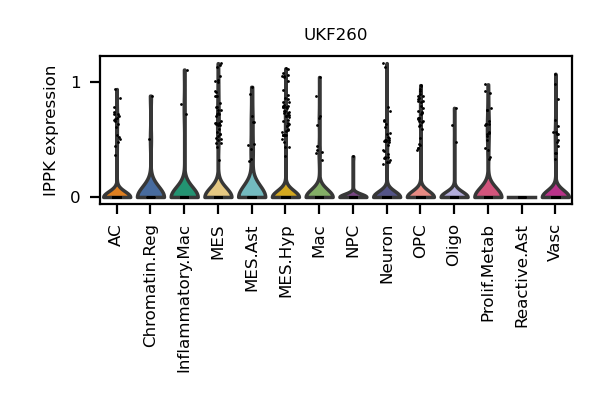 UKF260
IPPK expression
1
0
AC
Chromatin.Reg
Inflammatory.Mac
MES
MES.Ast
MES.Hyp
Mac
NPC
Neuron
OPC
Oligo
Prolif.Metab
Reactive.Ast
Vasc